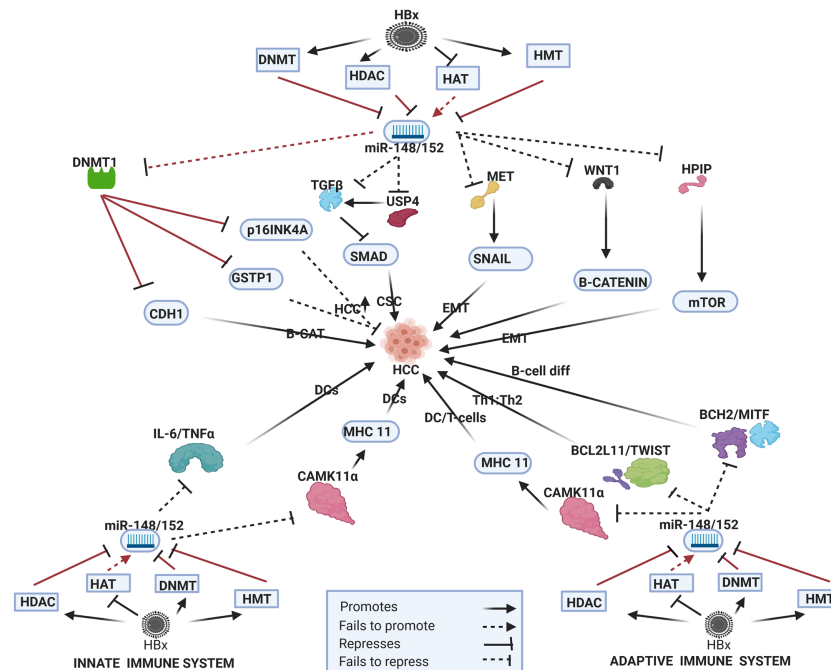 HBx
DNMT
HDAC
HAT
HMT
miR-148/152
DNMT1
TGFβ
USP4
MET
WNT1
HPIP
p16INK4A
GSTP1
CDH1
SMAD
SNAIL
B-CATENIN
mTOR
HCC
CSC
EMT
B-CAT
EMT
HCC
B-cell diff
DCs
DCs
DC/T-cells
Th1:Th2
IL-6/TNFα
MHC 11
CAMK11α
MHC 11
CAMK11α
BCL2L11/TWIST
BCH2/MITF
miR-148/152
HDAC
HAT
DNMT
HMT
HBx
INNATE IMMUNE SYSTEM
miR-148/152
HDAC
HAT
DNMT
HMT
HBx
ADAPTIVE IMMUNE SYSTEM
Promotes
Fails to promote
Represses
Fails to repress